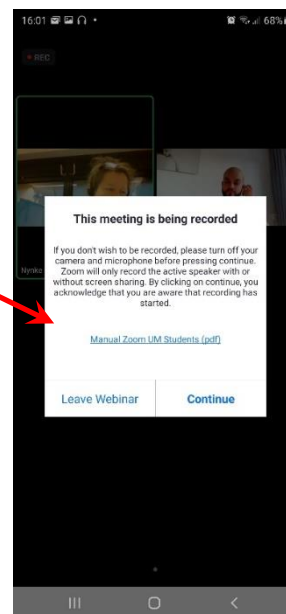 16:01 68%
REC
Nynke
This meeting is being recorded
If you don't wish to be recorded, please turn off your
camera and microphone before pressing continue.
Zoom will only record the active speaker with or
without screen sharing. By clicking on continue, you
acknowledge that you are aware that recording has
started.
Manual Zoom UM Students (pdf)
Leave Webinar Continue